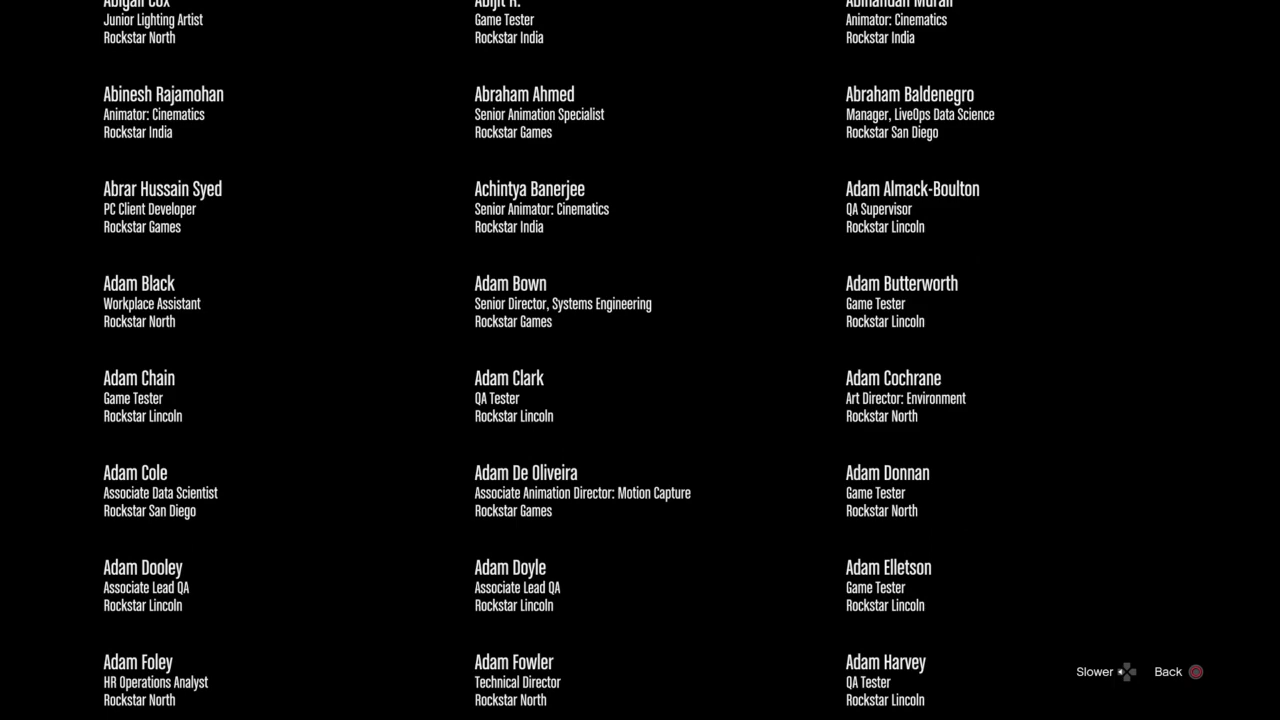 Abigail Cox
Junior Lighting Artist
Rockstar North
Abijit R.
Game Tester
Rockstar India
Abinandan Murali
Animator: Cinematics
Rockstar India
Abinesh Rajamohan
Animator: Cinematics
Rockstar India
Abraham Ahmed
Senior Animation Specialist
Rockstar Games
Abraham Baldenegro
Manager, LiveOps Data Science
Rockstar San Diego
Abrar Hussain Syed
PC Client Developer
Rockstar Games
Achintya Banerjee
Senior Animator: Cinematics
Rockstar India
Adam Almack-Boulton
QA Supervisor
Rockstar Lincoln
Adam Black
Workplace Assistant
Rockstar North
Adam Bown
Senior Director, Systems Engineering
Rockstar Games
Adam Butterworth
Game Tester
Rockstar Lincoln
Adam Chain
Game Tester
Rockstar Lincoln
Adam Clark
QA Tester
Rockstar Lincoln
Adam Cochrane
Art Director: Environment
Rockstar North
Adam Cole
Associate Data Scientist
Rockstar San Diego
Adam De Oliveira
Associate Animation Director: Motion Capture
Rockstar Games
Adam Donnan
Game Tester
Rockstar North
Adam Dooley
Associate Lead QA
Rockstar Lincoln
Adam Doyle
Associate Lead QA
Rockstar Lincoln
Adam Elletson
Game Tester
Rockstar Lincoln
Adam Foley
HR Operations Analyst
Rockstar North
Adam Fowler
Technical Director
Rockstar North
Adam Harvey
QA Tester
Rockstar Lincoln
Slower
Back